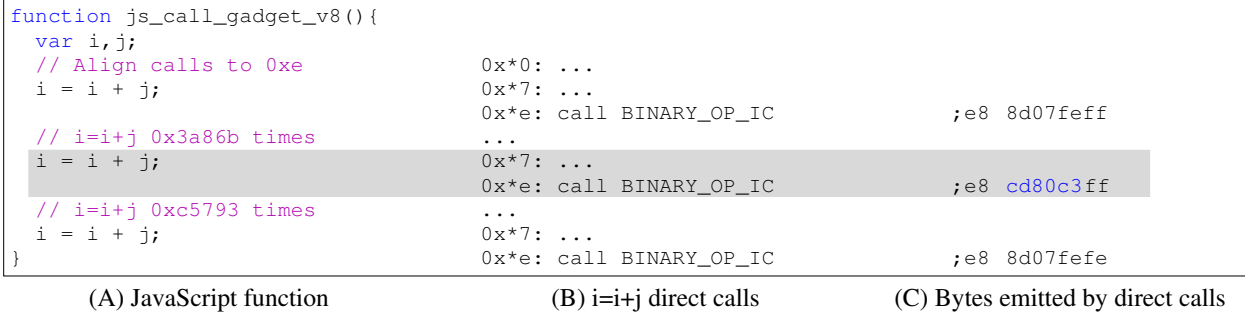 function js_call_gadget_v8(){
var i,j;
// Align calls to 0xe 0x*0: ...
i = i + j; 0x*7: ...
0x*e: call BINARY_OP_IC ;e8 8d07feff
// i=i+j 0x3a86b times ...
i = i + j; 0x*7: ...
0x*e: call BINARY_OP_IC ;e8 cd80c3ff
// i=i+j 0xc5793 times ...
i = i + j; 0x*7: ...
} 0x*e: call BINARY_OP_IC ;e8 8d07fefe
(A) JavaScript function (B) i=i+j direct calls (C) Bytes emitted by direct calls